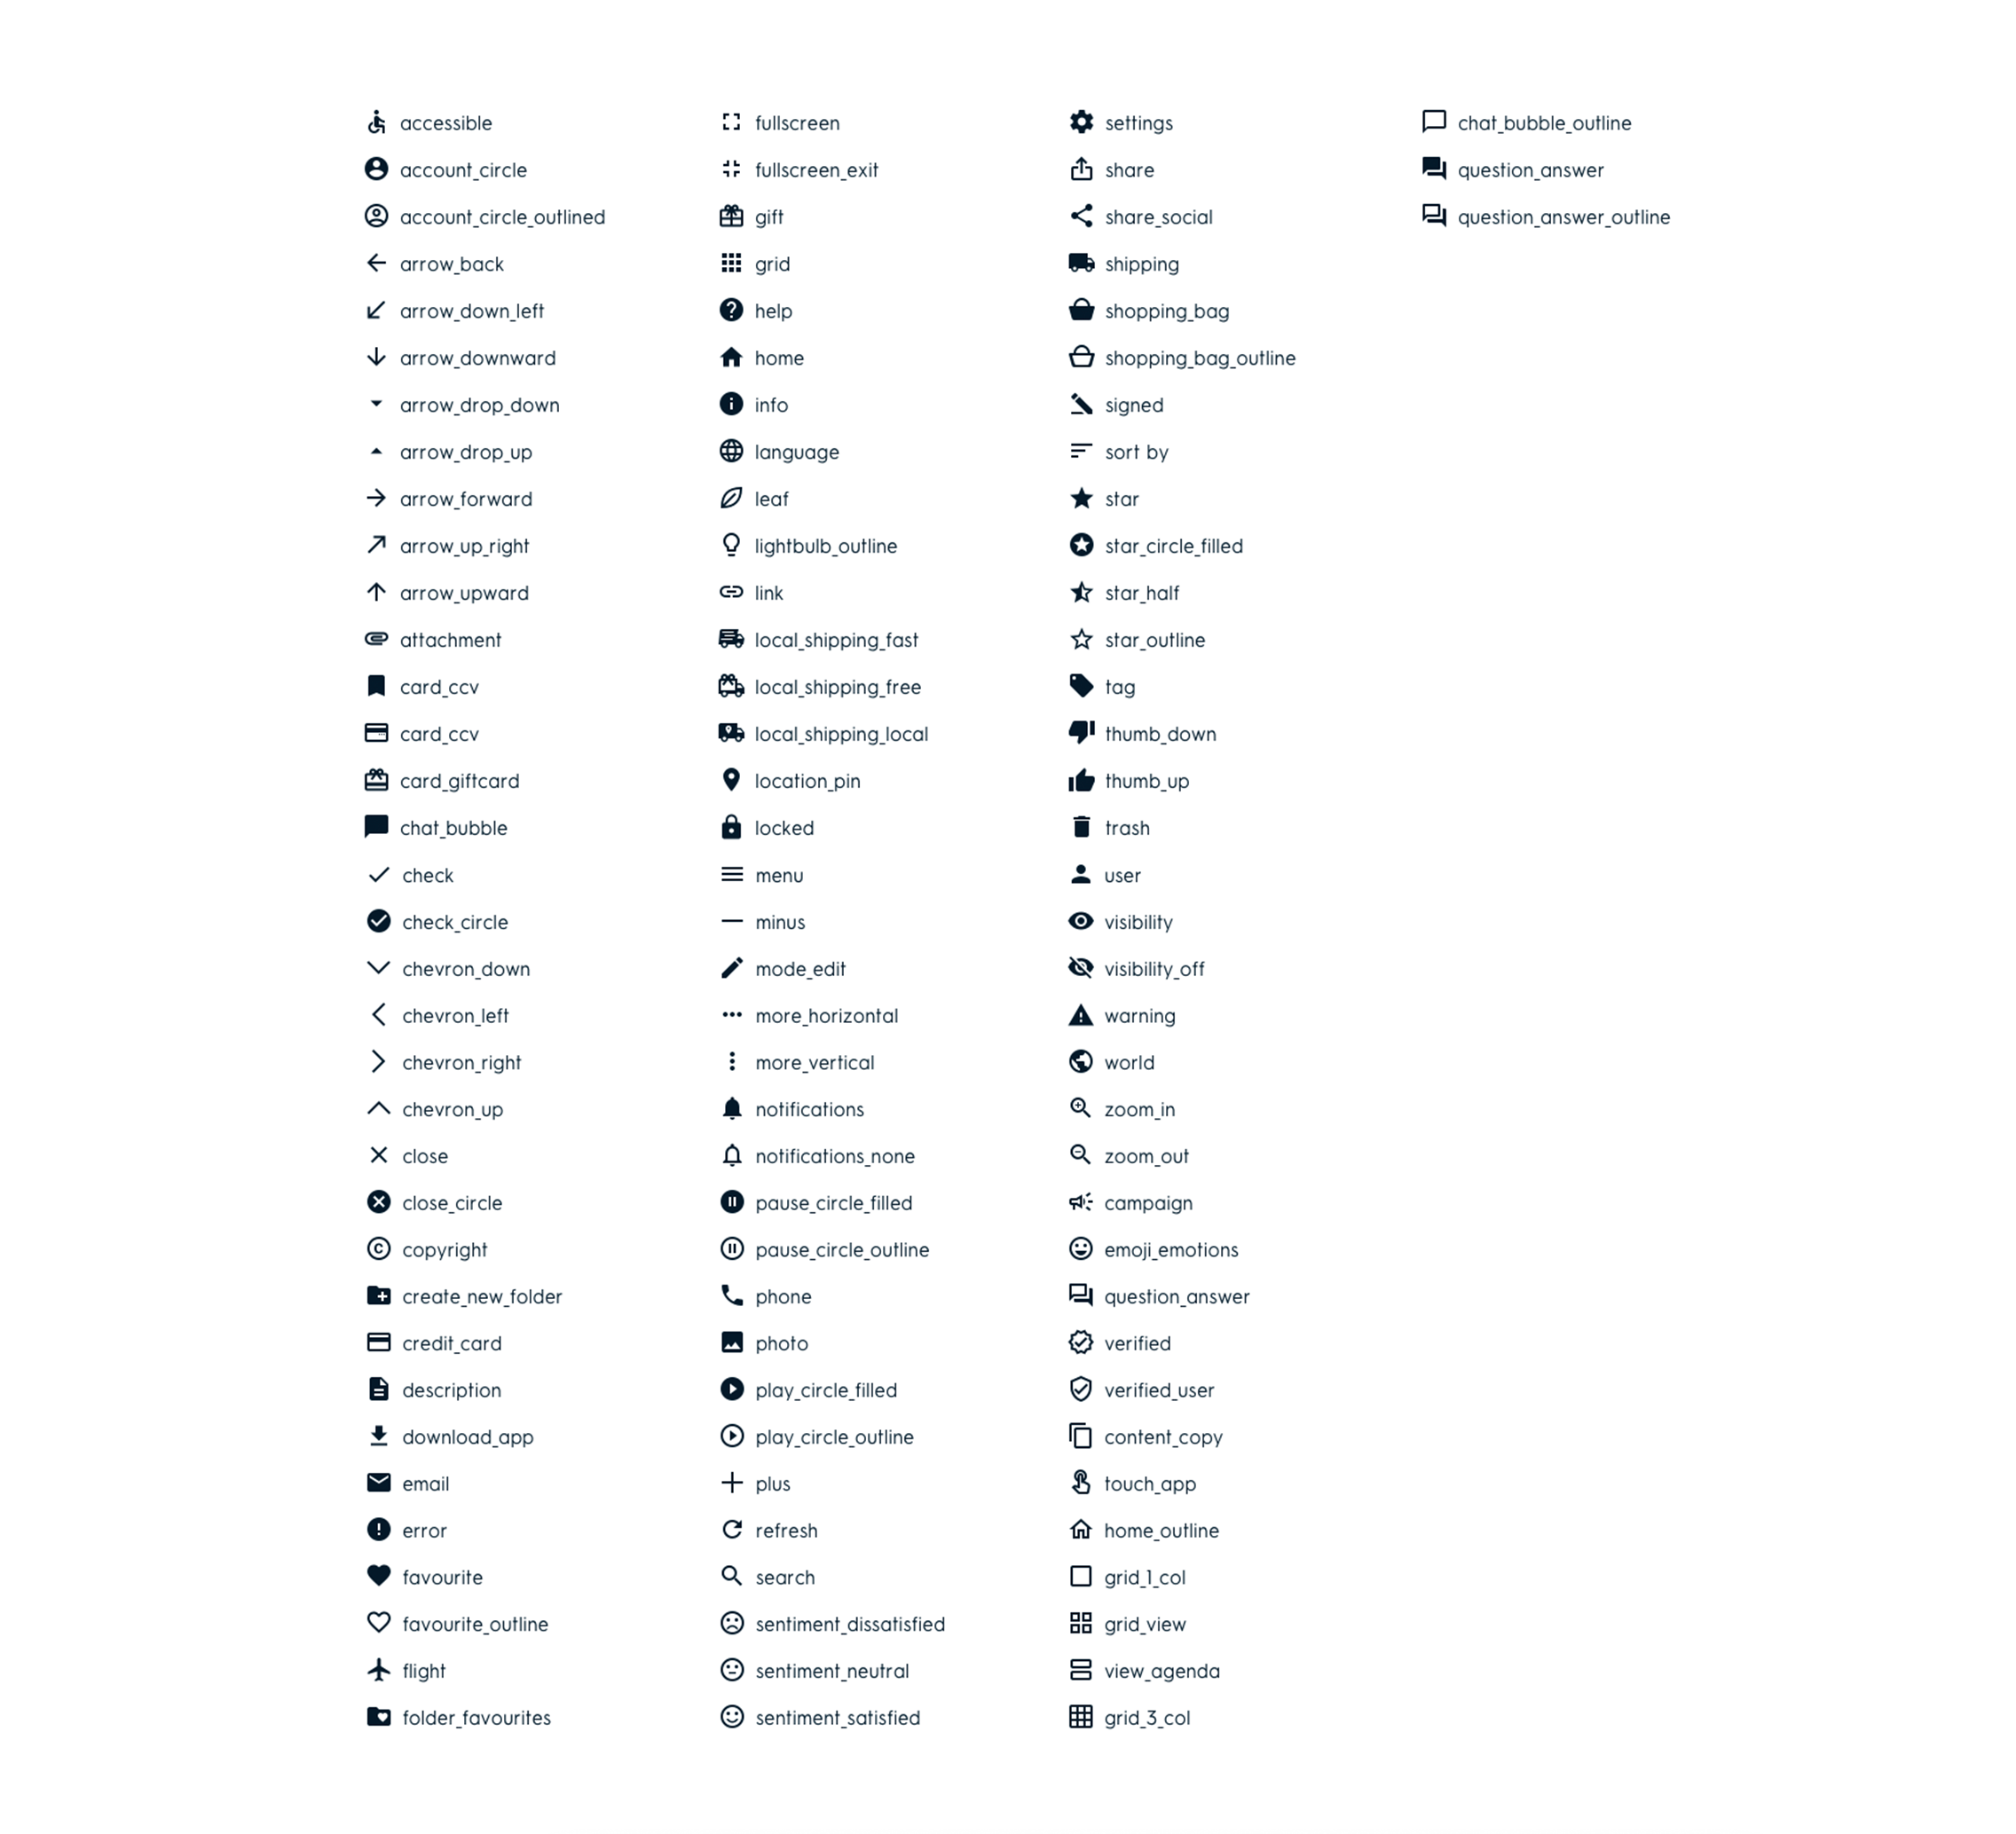 accessible
account_circle
account_circle_outlined
arrow_back
arrow_down_left
arrow_downward
arrow_drop_down
arrow_drop_up
arrow_forward
arrow_up_right
arrow_upward
attachment
card_ccv
card_ccv
card_giftcard
chat_bubble
check
check_circle
chevron_down
chevron_left
chevron_right
chevron_up
close
close_circle
copyright
create_new_folder
credit_card
description
download_app
email
error
favourite
favourite_outline
flight
folder_favourites
fullscreen
fullscreen_exit
gift
grid
help
home
info
language
leaf
lightbulb_outline
link
local_shipping_fast
local_shipping_free
local_shipping_local
location_pin
locked
menu
minus
mode_edit
more_horizontal
more_vertical
notifications
notifications_none
pause_circle_filled
pause_circle_outline
phone
photo
play_circle_filled
play_circle_outline
plus
refresh
search
sentiment_dissatisfied
sentiment_neutral
sentiment_satisfied
settings
share
share_social
shipping
shopping_bag
shopping_bag_outline
signed
sort by
star
star_circle_filled
star_half
star_outline
tag
thumb_down
thumb_up
trash
user
visibility
visibility_off
warning
world
zoom_in
zoom_out
campaign
emoji_emotions
question_answer
verified
verified_user
content_copy
touch_app
home_outline
grid_1_col
grid_view
view_agenda
grid_3_col
chat_bubble_outline
question_answer
question_answer_outline